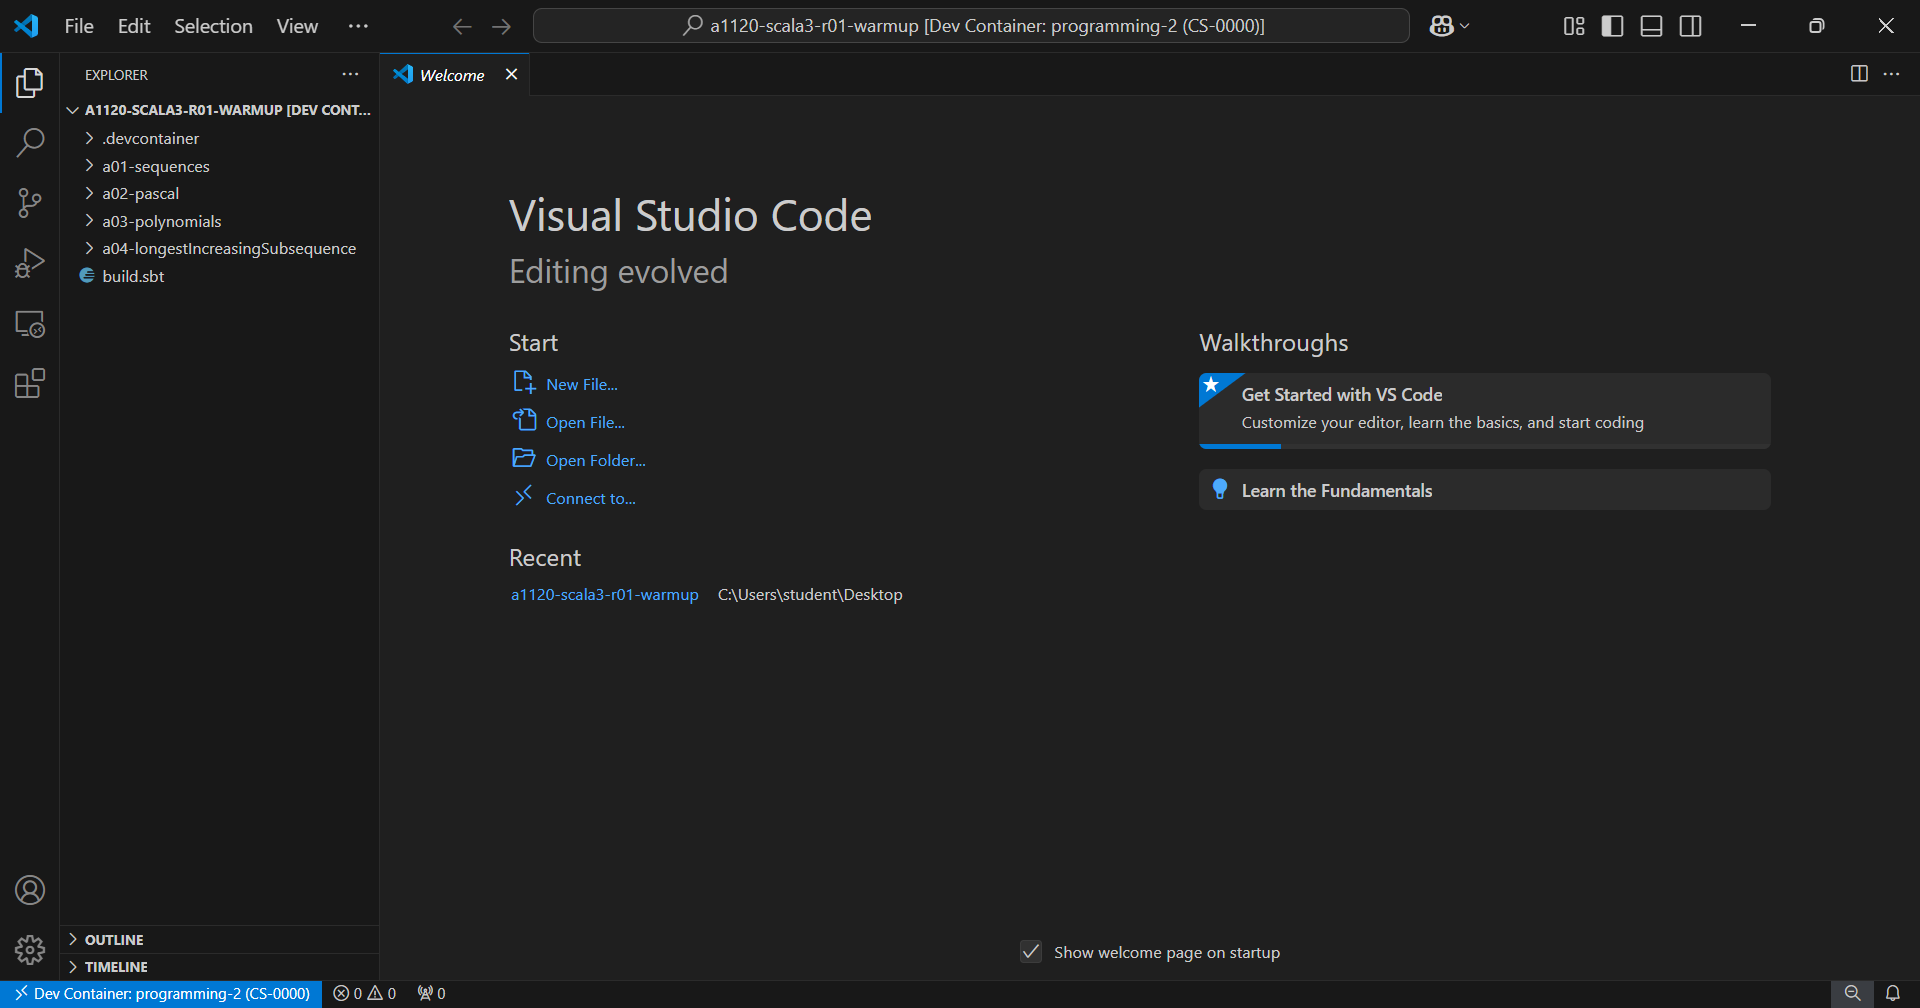 File Edit Selection View ···
a1120-scala3-r01-warmup [Dev Container: programming-2 (CS-0000)]
EXPLORER
A1120-SCALA3-R01-WARMUP [DEV CONT...
.devcontainer
a01-sequences
a02-pascal
a03-polynomials
a04-longestIncreasingSubsequence
build.sbt
OUTLINE
TIMELINE
Welcome
Visual Studio Code
Editing evolved
Start
New File...
Open File...
Open Folder...
Connect to...
Recent
a1120-scala3-r01-warmup C:\Users\student\Desktop
Walkthroughs
Get Started with VS Code
Customize your editor, learn the basics, and start coding
Learn the Fundamentals
Show welcome page on startup
Dev Container: programming-2 (CS-0000) 0 0 0